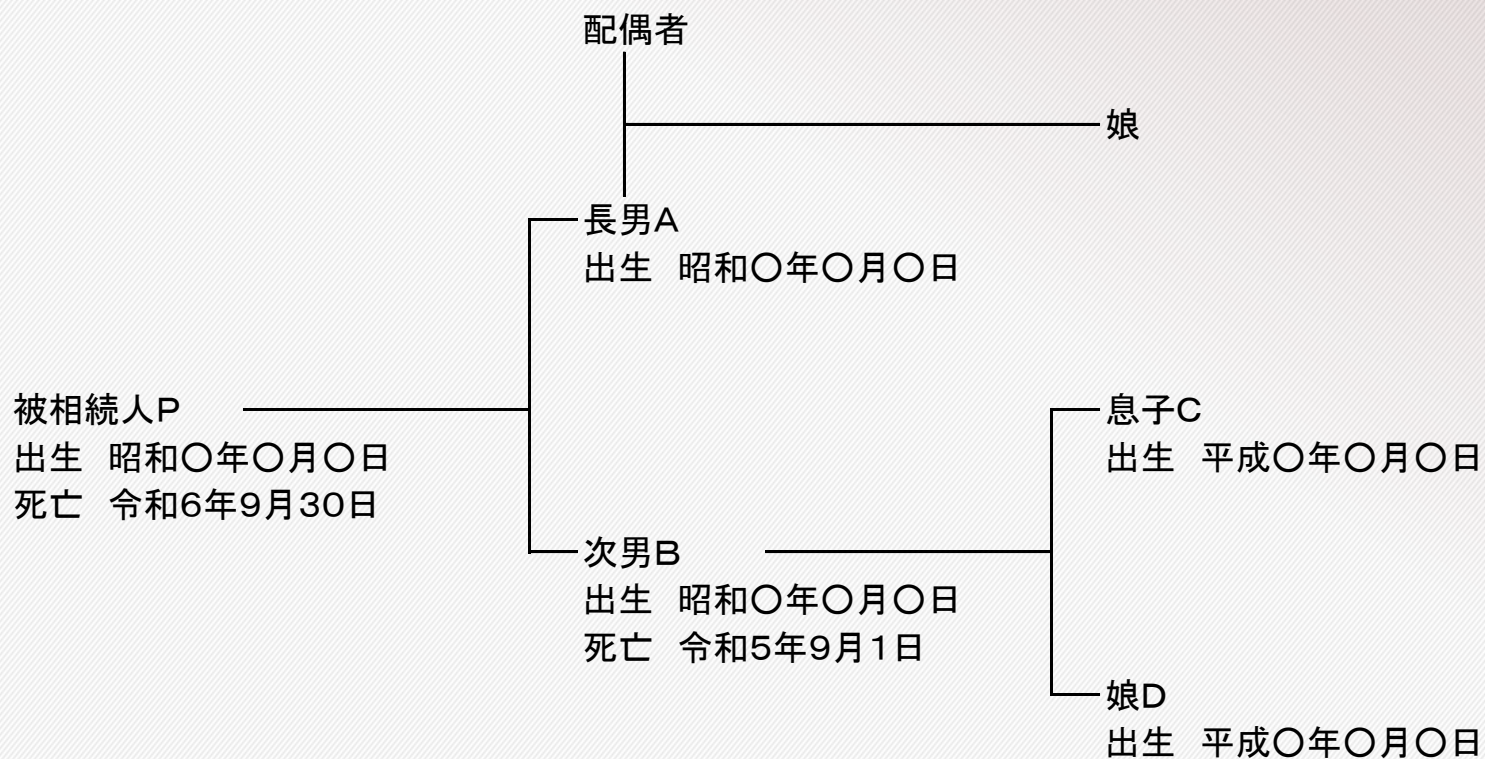 配偶者
娘
長男A
出生　昭和〇年〇月〇日
被相続人P
出生　昭和〇年〇月〇日
死亡　令和6年9月30日
次男B
出生　昭和〇年〇月〇日
死亡　令和5年9月1日
息子C
出生　平成〇年〇月〇日
娘D
出生　平成〇年〇月〇日